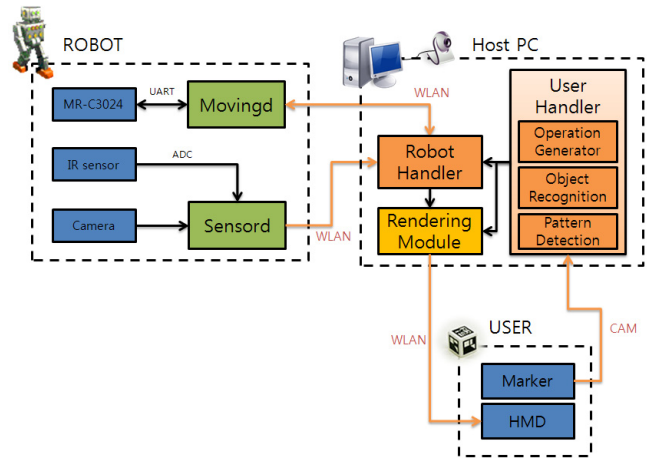 ROBOT
Host PC
MR-C3024
UART
Movingd
WLAN
User
Handler
Operation
Generator
IR sensor
ADC
Robot
Handler
Object
Recognition
Camera
Sensord
WLAN
Rendering
Module
Pattern
Detection
WLAN
USER
CAM
Marker
HMD